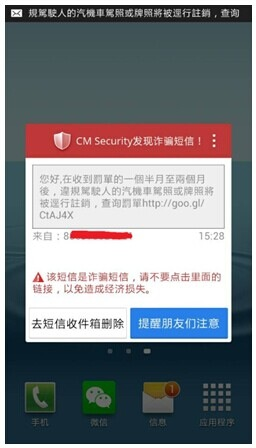 規駕駛人的汽機車駕照或牌照將被逕行註銷，查询
CM Security发现诈骗短信！
您好,在收到罰單的一個半月至兩個月
後，違規駕駛人的汽機車駕照或牌照將
被逕行註銷，查詢罰單http://goo.gl/
CtAJ4X
来自：8
15:28
该短信是诈骗短信，请不要点击里面的
链接，以免造成经济损失。
去短信收件箱删除
提醒朋友们注意
手机
微信
信息
应用程序
1